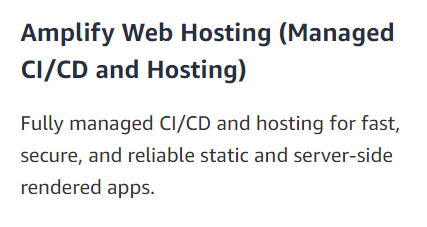 Amplify Web Hosting (Managed
CI/CD and Hosting)
Fully managed CI/CD and hosting for fast,
secure, and reliable static and server-side
rendered apps.